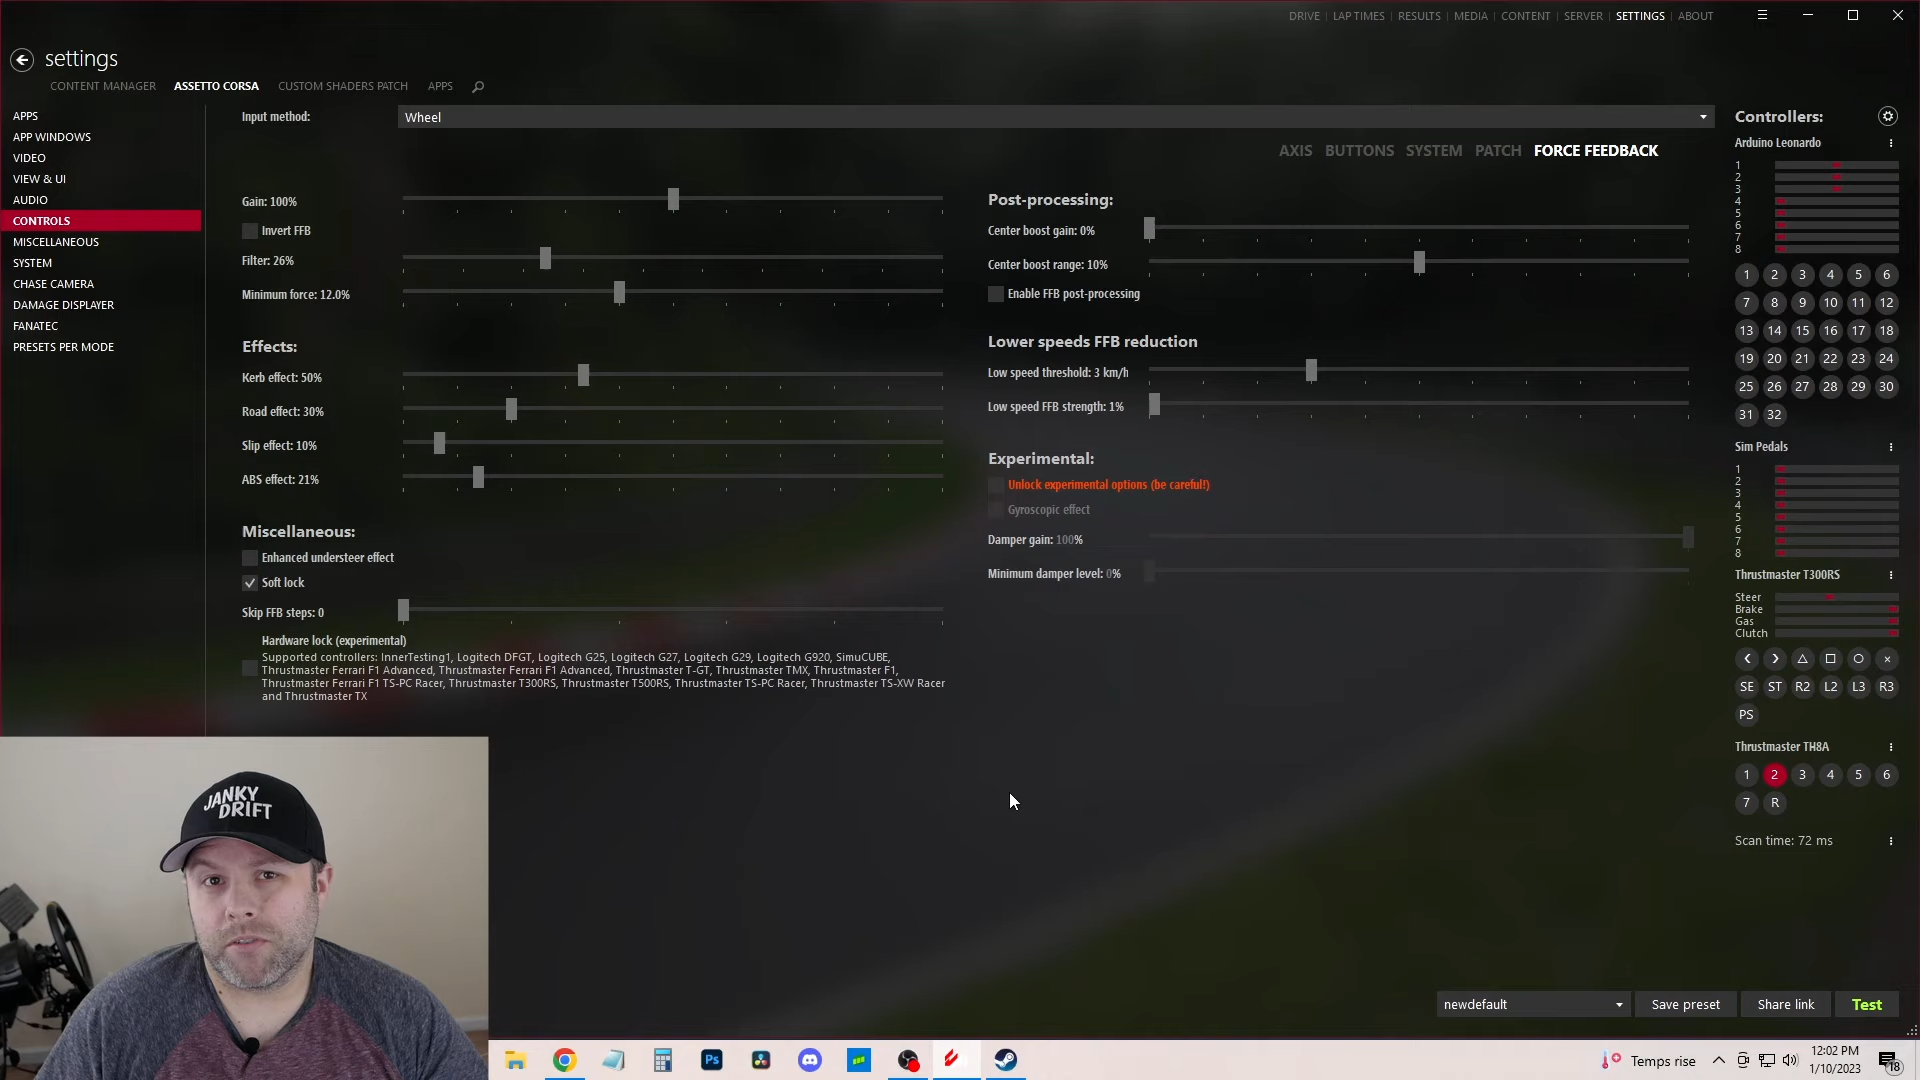 DRIVE | LAP TIMES | RESULTS | MEDIA | CONTENT | SERVER | SETTINGS | ABOUT
settings
CONTENT MANAGER ASSETTO CORSA CUSTOM SHADERS PATCH APPS
APPS
APP WINDOWS
VIDEO
VIEW & UI
AUDIO
CONTROLS
MISCELLANEOUS
SYSTEM
CHASE CAMERA
DAMAGE DISPLAYER
FANATEC
PRESETS PER MODE
Input method: Wheel
AXIS BUTTONS SYSTEM PATCH FORCE FEEDBACK
Gain: 100%
Invert FFB
Filter: 26%
Minimum force: 12.0%
Effects:
Kerb effect: 50%
Road effect: 30%
Slip effect: 10%
ABS effect: 21%
Miscellaneous:
Enhanced understeer effect
Soft lock
Skip FFB steps: 0
Hardware lock (experimental)
Supported controllers: InnerTesting1, Logitech DFGT, Logitech G25, Logitech G27, Logitech G29, Logitech G920, SimuCUBE,
Thrustmaster Ferrari F1 Advanced, Thrustmaster Ferrari F1 Advanced, Thrustmaster T-GT, Thrustmaster TMX, Thrustmaster F1,
Thrustmaster Ferrari F1 TS-PC Racer, Thrustmaster T300RS, Thrustmaster T500RS, Thrustmaster TS-PC Racer, Thrustmaster TS-XW Racer
and Thrustmaster TX
Post-processing:
Center boost gain: 0%
Center boost range: 10%
Enable FFB post-processing
Lower speeds FFB reduction
Low speed threshold: 3 km/h
Low speed FFB strength: 1%
Experimental:
Unlock experimental options (be careful!)
Gyroscopic effect
Damper gain: 100%
Minimum damper level: 0%
Controllers:
Arduino Leonardo
1
2
3
4
5
6
7
8
1 2 3 4 5 6
7 8 9 10 11 12
13 14 15 16 17 18
19 20 21 22 23 24
25 26 27 28 29 30
31 32
Sim Pedals
1
2
3
4
5
6
7
8
Thrustmaster T300RS
Steer
Brake
Gas
Clutch
SE ST R2 L2 L3 R3
PS
Thrustmaster TH8A
1 2 3 4 5 6
7 R
Scan time: 72 ms
JANKY
DRIFT
newdefault Save preset Share link Test
Ps
Temps rise
12:02 PM
1/10/2023
18